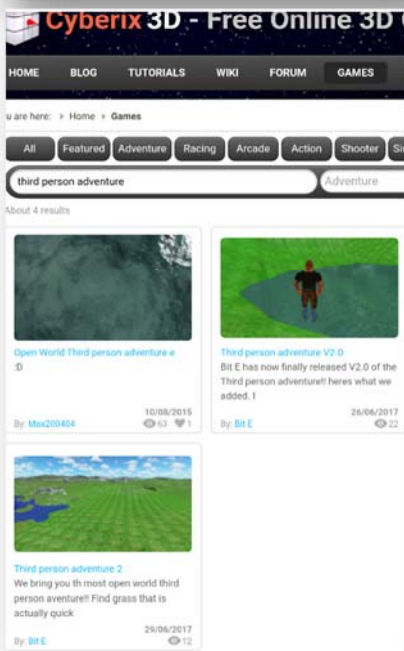 Cyberix 3D - Free Online 3D
HOME BLOG TUTORIALS WIKI FORUM GAMES
u are here: Home Games
All Featured Adventure Racing Arcade Action Shooter
third person adventure Adventure
About 4 results
Open World Third person adventure e
:D
10/08/2015
By: Max200404 63 1
Third person adventure V2.0
Bit E has now finally released V2.0 of the
Third person adventure!! heres what we
added. I
26/06/2017
By: Bit E 22
Third person adventure 2
We bring you th most open world third
person aventure!! Find grass that is
actually quick
29/06/2017
By: Bit E 12